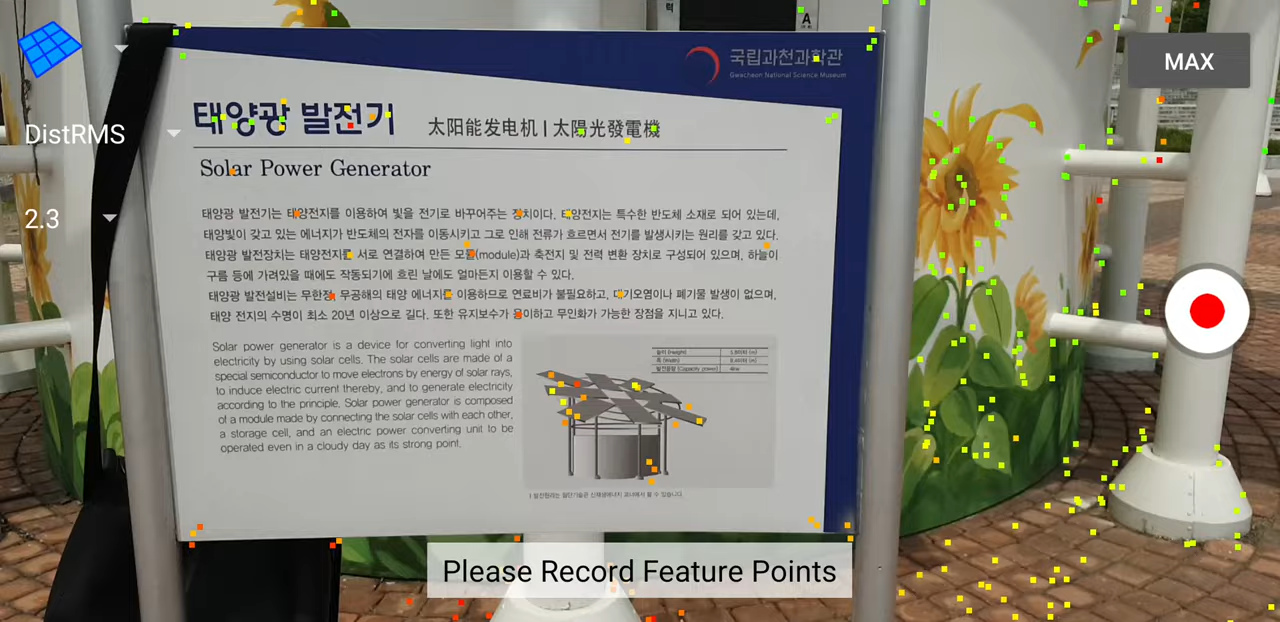 력
A
MAX
국립과천과학관
Gwacheon National Science Museum
DistRMS
태양광 발전기
太阳能发电机 I 太陽光發電機
Solar Power Generator
2.3
태양광 발전기는 태양전지를 이용하여 빛을 전기로 바꾸어주는 장치이다. 태양전지는 특수한 반도체 소재로 되어 있는데,
태양빛이 갖고 있는 에너지가 반도체의 전자를 이동시키고 그로 인해 전류가 흐르면서 전기를 발생시키는 원리를 갖고 있다.
태양광 발전장치는 태양전지를 서로 연결하여 만든 모듈(module)과 축전지 및 전력 변환 장치로 구성되어 있으며, 하늘이
구름 등에 가려있을 때에도 작동되기에 흐린 날에도 얼마든지 이용할 수 있다.
태양광 발전설비는 무한정, 무공해의 태양 에너지를 이용하므로 연료비가 불필요하고, 대기오염이나 폐기물 발생이 없으며,
태양 전지의 수명이 최소 20년 이상으로 길다. 또한 유지보수가 용이하고 무인화가 가능한 장점을 지니고 있다.
Solar power generator is a device for converting light into
electricity by using solar cells. The solar cells are made of a
special semiconductor to move electrons by energy of solar rays,
to induce electric current thereby, and to generate electricity
according to the principle. Solar power generator is composed
of a module made by connecting the solar cells with each other,
a storage cell, and an electric power converting unit to be
operated even in a cloudy day as its strong point.
높이 (Height)
폭 (Width)
발전용량 (Capacity power) 4kw
Please Record Feature Points